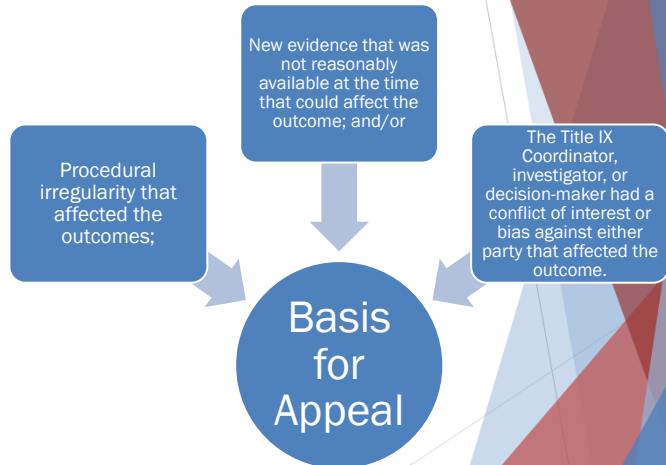 New evidence that was
not reasonably
available at the time
that could affect the
outcome; and/or
Procedural
irregularity that
affected the
outcomes;
The Title IX
Coordinator,
investigator, or
decision-maker had a
conflict of interest or
bias against either
party that affected the
outcome.
Basis
for
Appeal